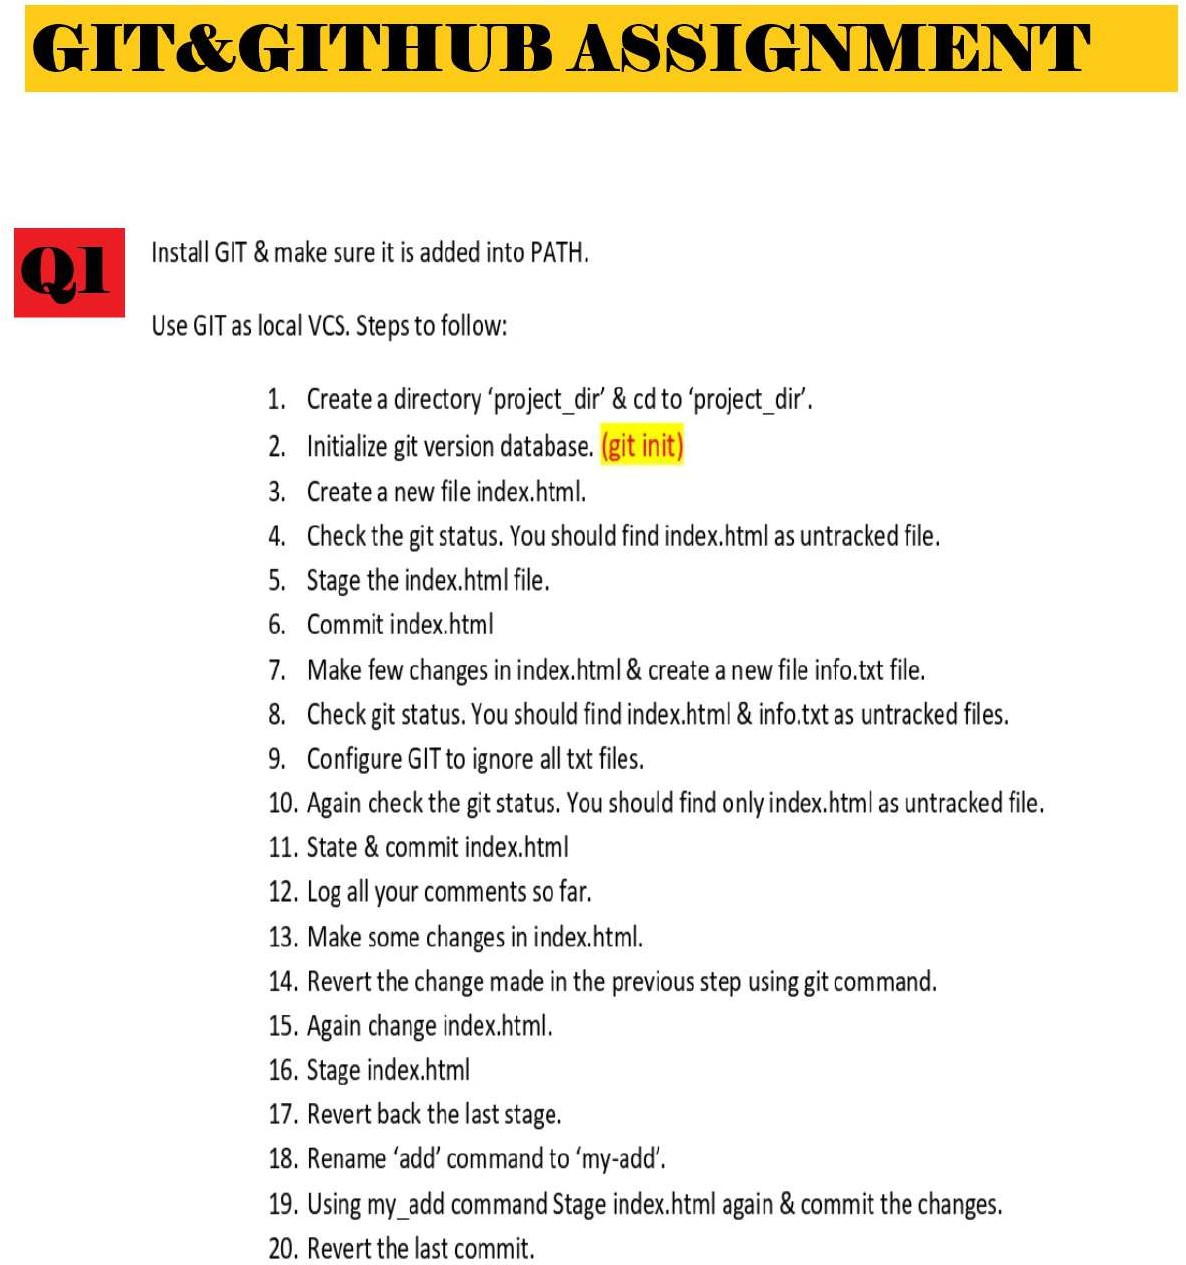 GIT&GITHUB ASSIGNMENT
Q1
Install GIT & make sure it is added into PATH.
Use GIT as local VCS. Steps to follow:
1. Create a directory ‘project_dir’ & cd to ‘project_dir’.
2. Initialize git version database. (git init)
3. Create a new file index.html.
4. Check the git status. You should find index.html as untracked file.
5. Stage the index.html file.
6. Commit index.html
7. Make few changes in index.html & create a new file info.txt file.
8. Check git status. You should find index.html & info.txt as untracked files.
9. Configure GIT to ignore all txt files.
10. Again check the git status. You should find only index.html as untracked file.
11. State & commit index.html
12. Log all your comments so far.
13. Make some changes in index.html.
14. Revert the change made in the previous step using git command.
15. Again change index.html.
16. Stage index.html
17. Revert back the last stage.
18. Rename ‘add’ command to ‘my-add’.
19. Using my_add command Stage index.html again & commit the changes.
20. Revert the last commit.